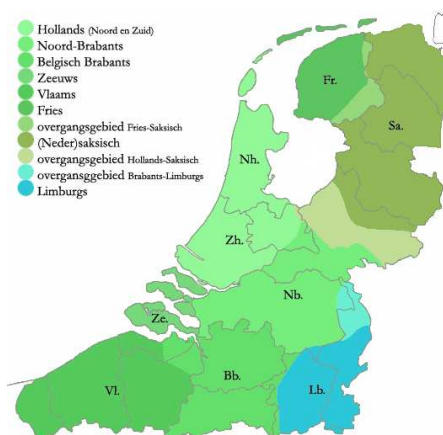 Hollands (Noord en Zuid)
Noord-Brabants
Belgisch Brabants
Zeeuws
Vlaams
Fries
overgangsgebied Fries-Saksisch
(Neder)saksisch
overgangsgebied Hollands-Saksisch
overgansggebied Brabants-Limburgs
Limburgs
Fr.
Sa.
Nh.
Zh.
Nb.
Ze.
Bb.
Vl.
Lb.